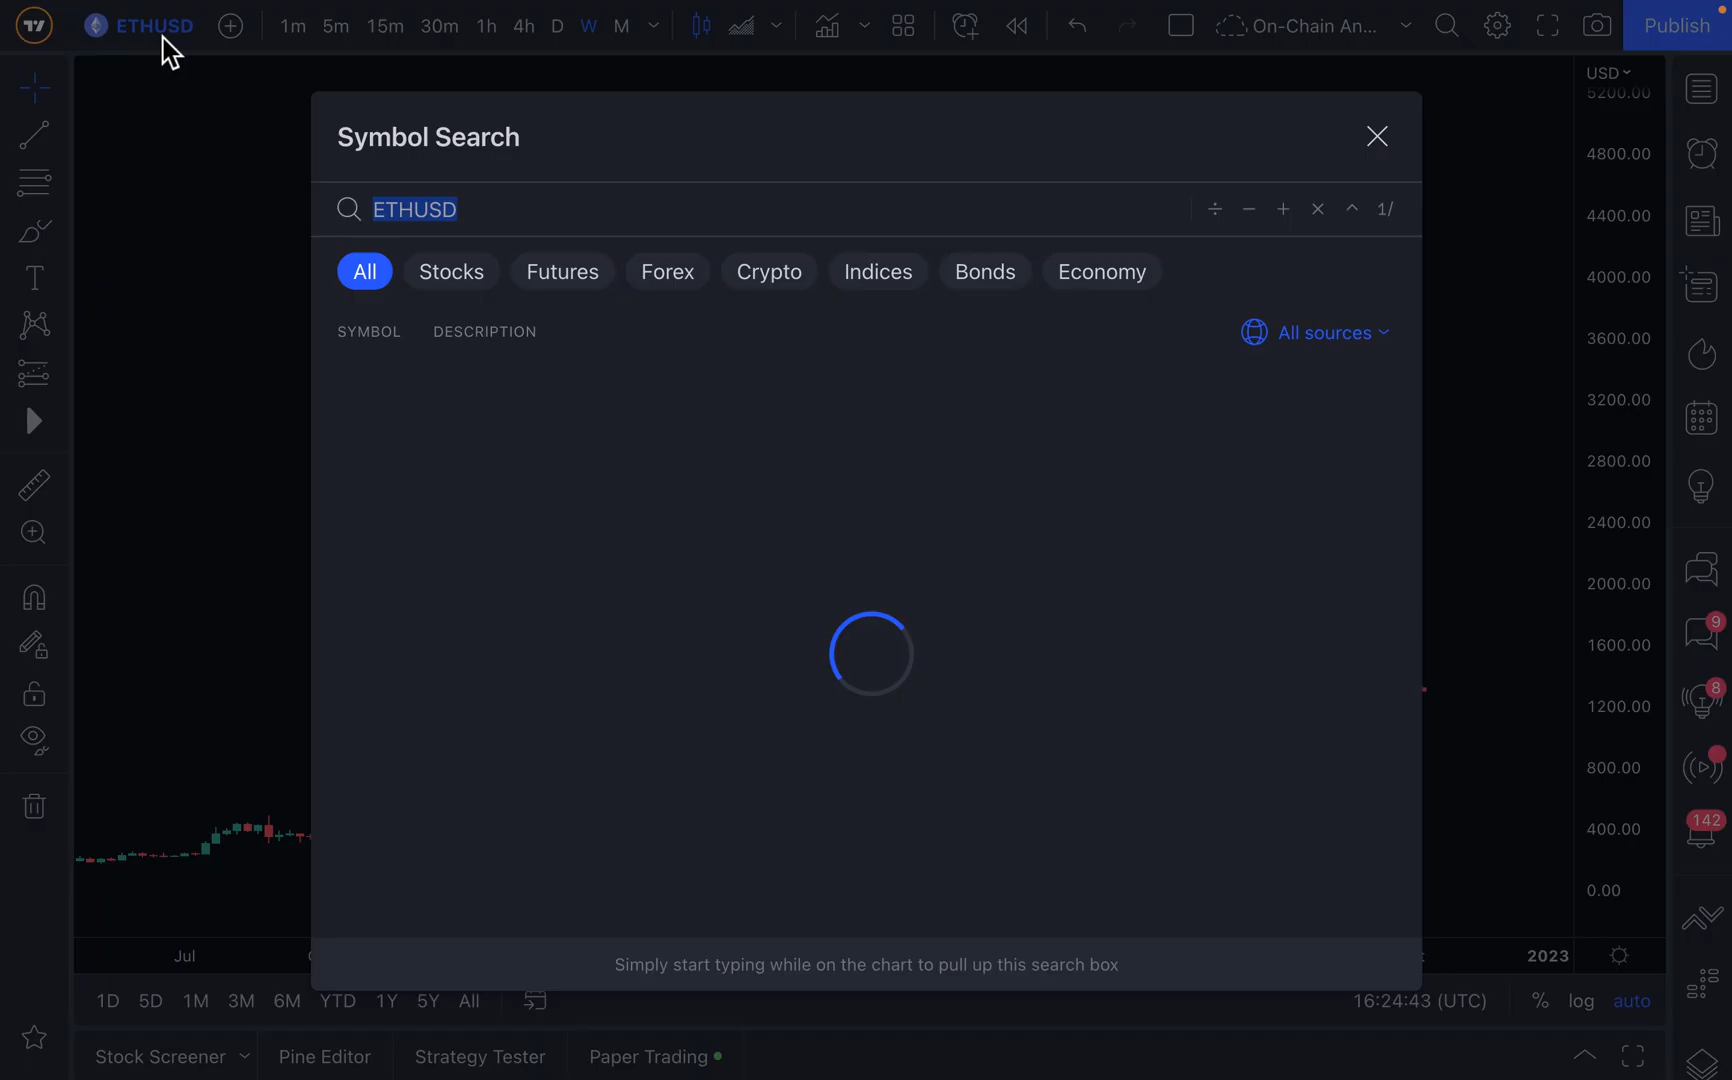 ETHUSD 1m 5m 15m 30m 1h 4h D W M On-Chain An... Publish
USD
Symbol Search
ETHUSD ÷ − + × ^ 1/
All Stocks Futures Forex Crypto Indices Bonds Economy
SYMBOL DESCRIPTION All sources
5200.00
4800.00
4400.00
4000.00
3600.00
3200.00
2800.00
2400.00
2000.00
1600.00
1200.00
800.00
400.00
0.00
9
8
142
Jul 2023
Simply start typing while on the chart to pull up this search box
1D 5D 1M 3M 6M YTD 1Y 5Y All 16:24:43 (UTC) % log auto
Stock Screener Pine Editor Strategy Tester Paper Trading